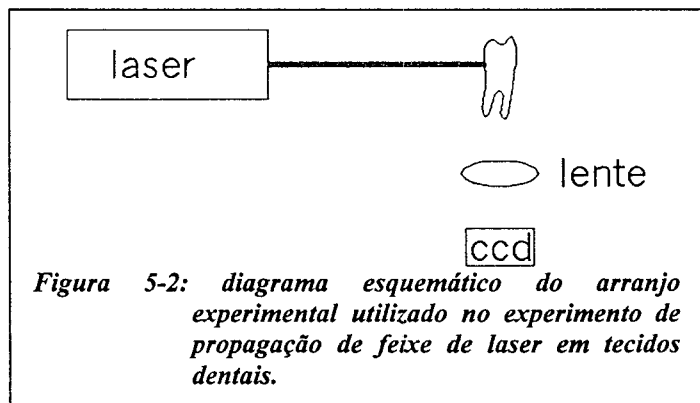 laser
lente
ccd
Figura 5-2: diagrama esquemático do arranjo
experimental utilizado no experimento de
propagação de feixe de laser em tecidos
dentais.